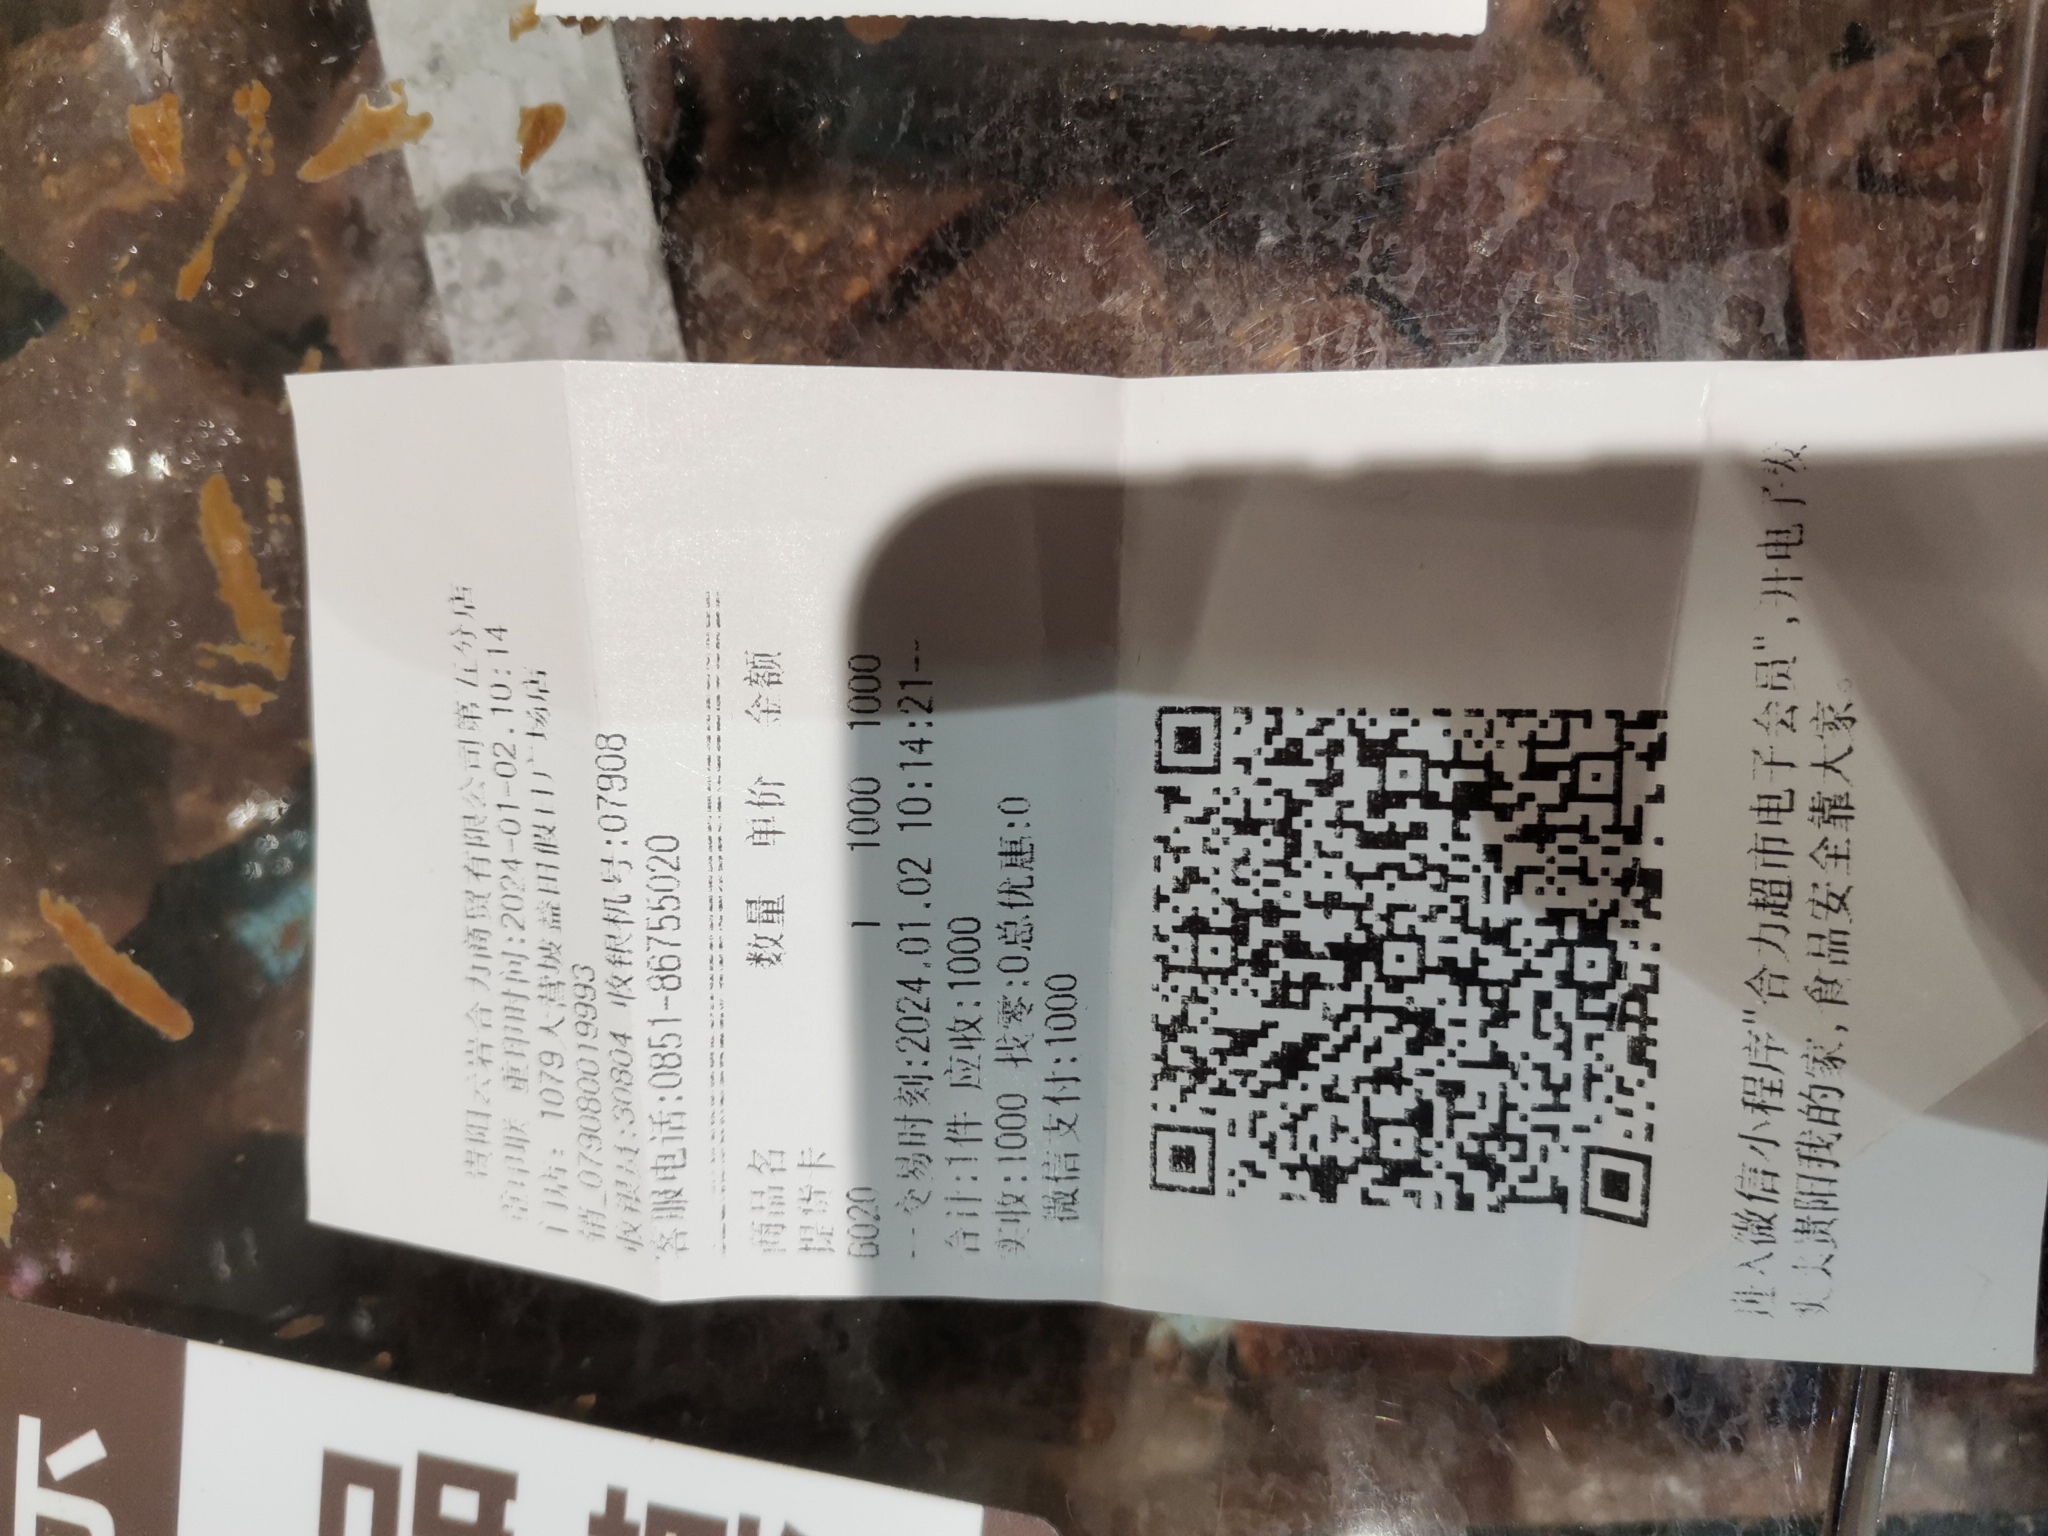 贵阳云岩合力商贸有限公司第五分店
重印时间:2024-01-02.10:14
门店: 1079大营坡益田假日广场店
销_0790800019993
收银员:30804 收银机号:07908
客服电话:0851-86755020
商品名 数量 单价 金额
提货卡
6020 1 1000 1000
--交易时刻:2024.01.02 10:14:21--
合计:1件 应收:1000
实收:1000 找零:0总优惠:0
微信支付:1000
进入微信小程序"合力超市电子会员",开电子发
票贵阳我的家,食品安全靠大家。